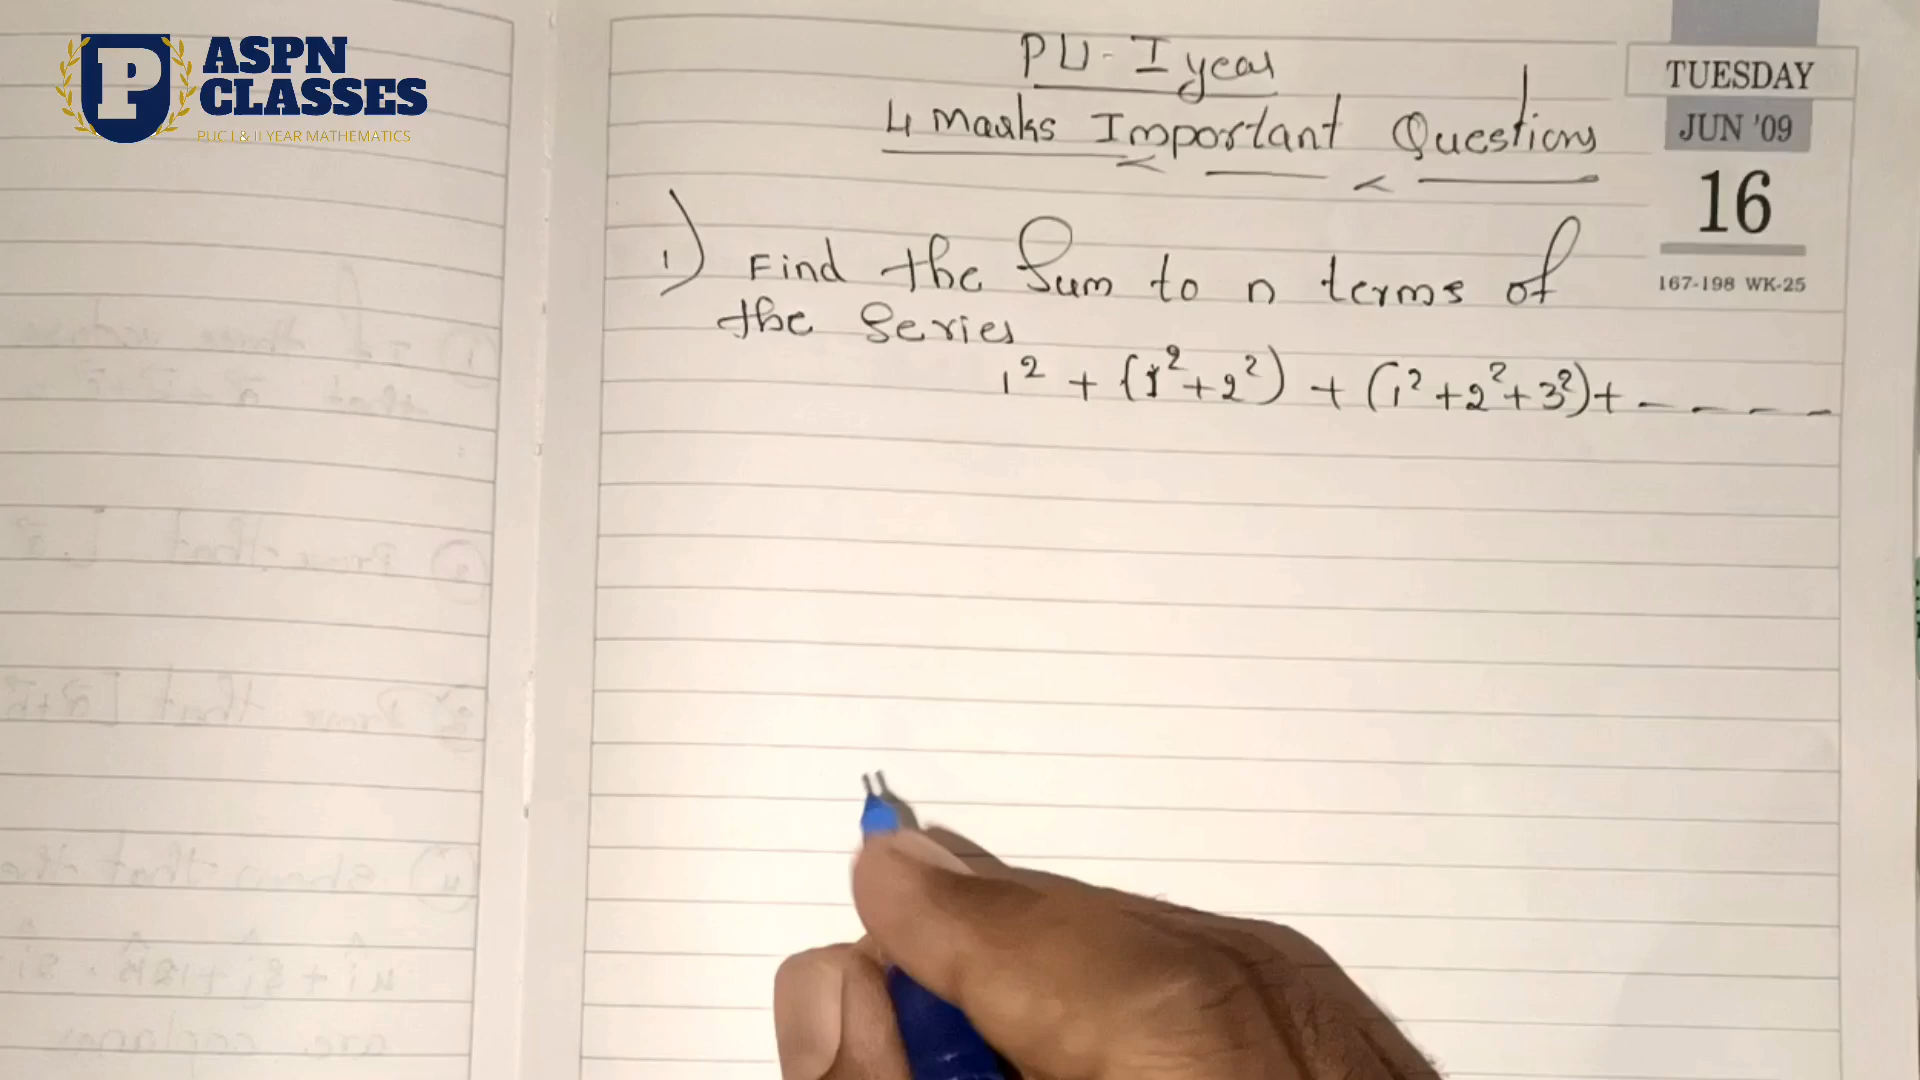 ASPN
CLASSES
PUC I & II YEAR MATHEMATICS
PU - I year
4 Marks Important Questions
TUESDAY
JUN '09
16
167-198 WK-25
1) Find the Sum to n terms of
the Series
1² + (1²+2²) + (1²+2²+3²)+ - - - -